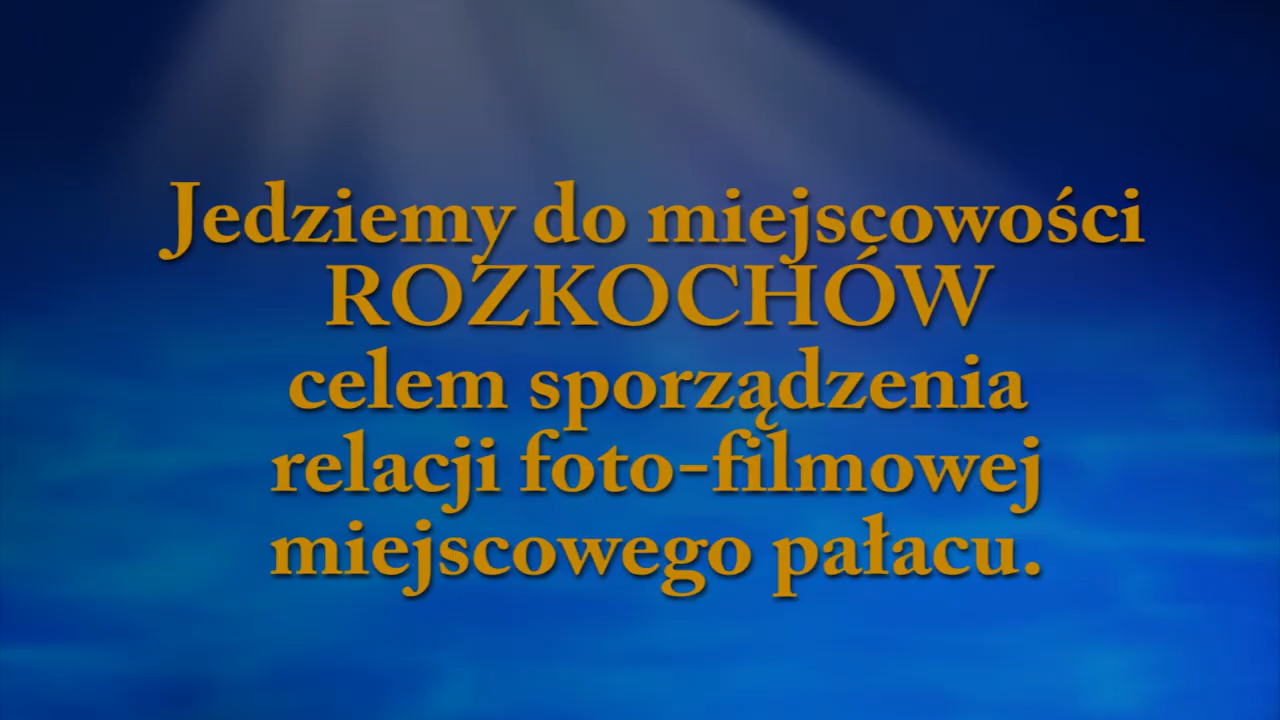 Jedziemy do miejscowości
ROZKOCHÓW
celem sporządzenia
relacji foto-filmowej
miejscowego pałacu.